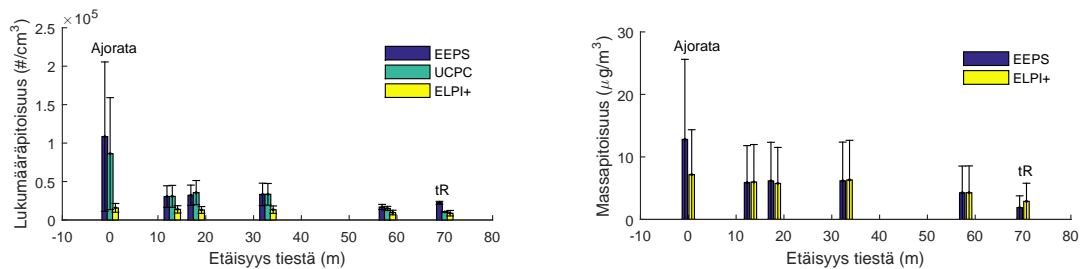 ×10^5
Lukumääräpitoisuus (#/cm^3)
2.5
2
1.5
1
0.5
0
Ajorata
tR
EEPS
UCPC
ELPI+
-10 0 10 20 30 40 50 60 70 80
Etäisyys tiestä (m)
Massapitoisuus (μg/m^3)
30
20
10
0
Ajorata
tR
EEPS
ELPI+
-10 0 10 20 30 40 50 60 70 80
Etäisyys tiestä (m)